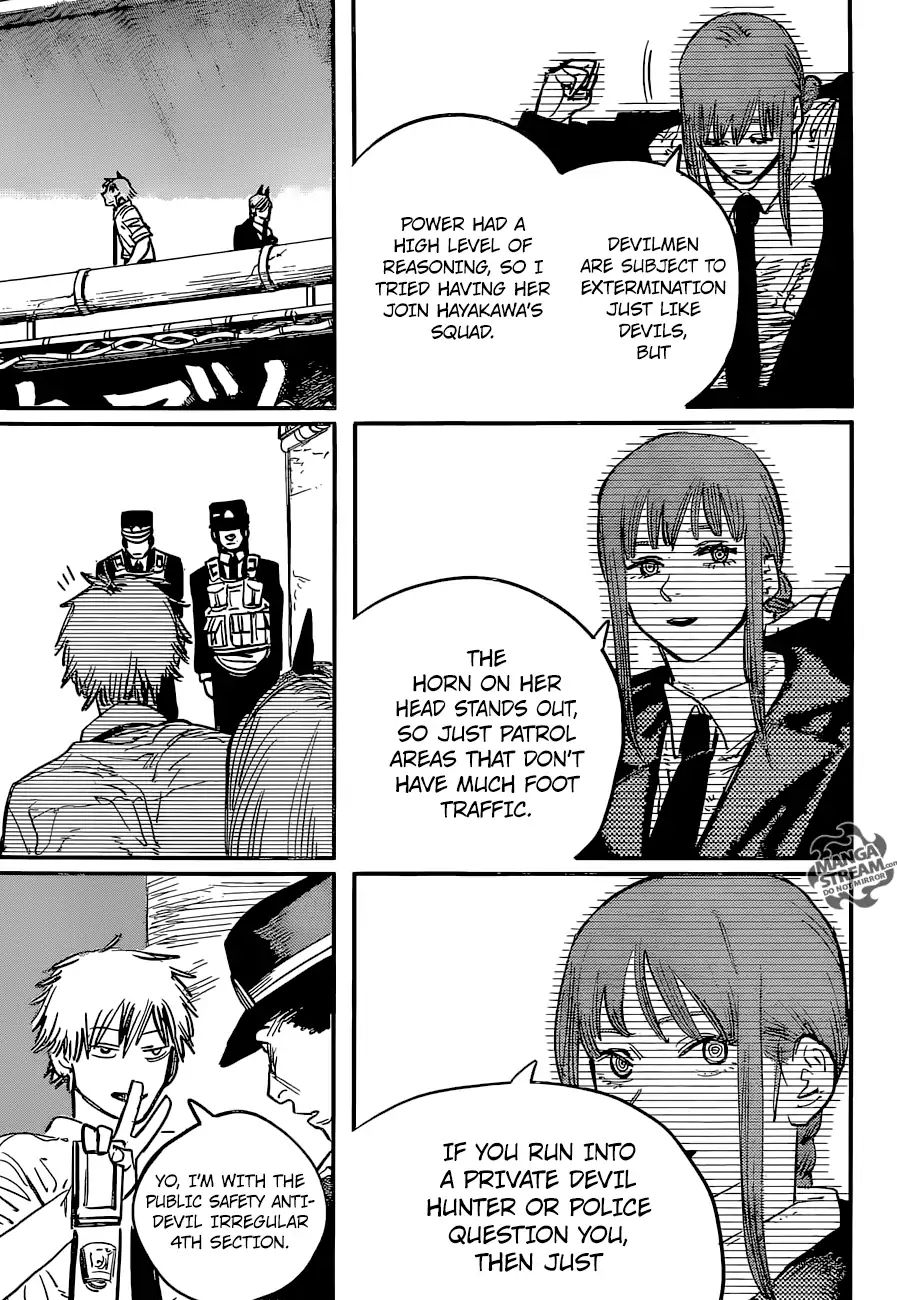 DEVILMEN
ARE SUBJECT TO
EXTERMINATION
JUST LIKE
DEVILS,
BUT
POWER HAD A
HIGH LEVEL OF
REASONING, SO I
TRIED HAVING HER
JOIN HAYAKAWA'S
SQUAD.
THE
HORN ON HER
HEAD STANDS OUT,
SO JUST PATROL
AREAS THAT DON'T
HAVE MUCH FOOT
TRAFFIC.
MANGA
STREAM.com
DO NOT MIRROR
IF YOU RUN INTO
A PRIVATE DEVIL
HUNTER OR POLICE
QUESTION YOU,
THEN JUST
YO, I'M WITH THE
PUBLIC SAFETY ANTI-
DEVIL IRREGULAR
4TH SECTION.